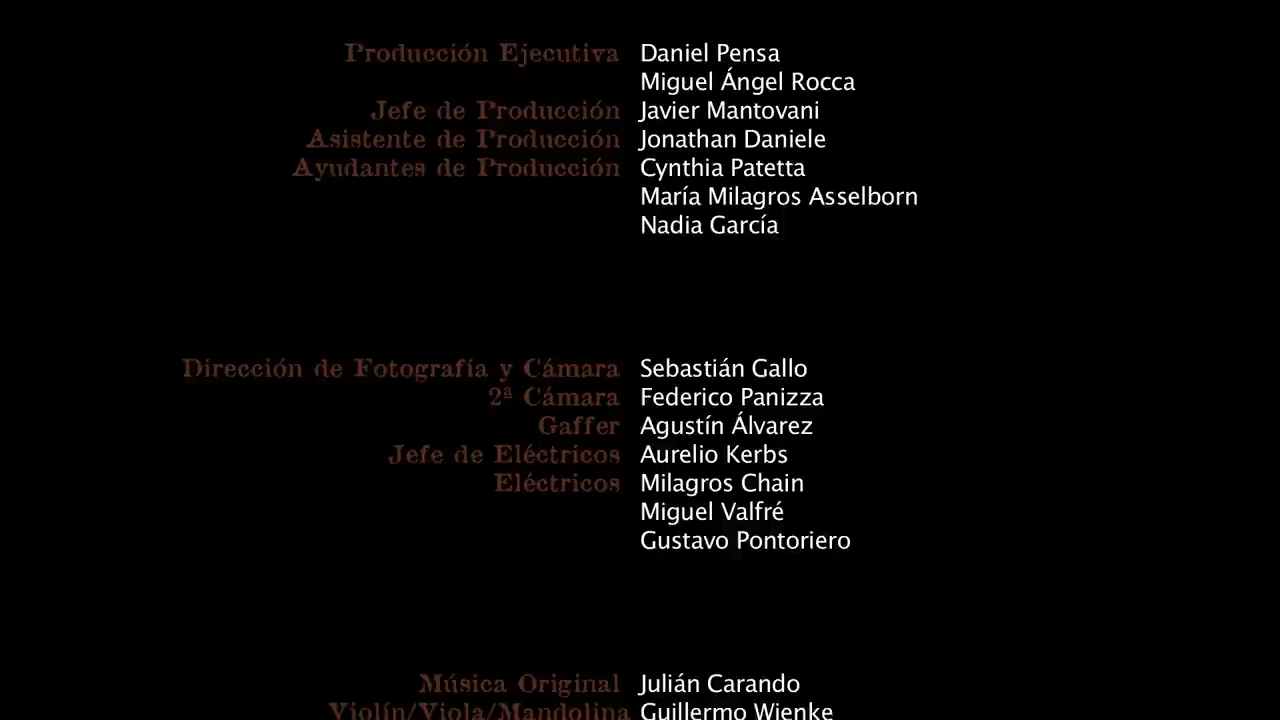 Producción Ejecutiva Daniel Pensa
Miguel Ángel Rocca
Jefe de Producción Javier Mantovani
Asistente de Producción Jonathan Daniele
Ayudantes de Producción Cynthia Patetta
María Milagros Asselborn
Nadia García
Dirección de Fotografía y Cámara Sebastián Gallo
2ª Cámara Federico Panizza
Gaffer Agustín Álvarez
Jefe de Eléctricos Aurelio Kerbs
Eléctricos Milagros Chain
Miguel Valfré
Gustavo Pontoriero
Música Original Julián Carando
Violín/Viola/Mandolina Guillermo Wienke